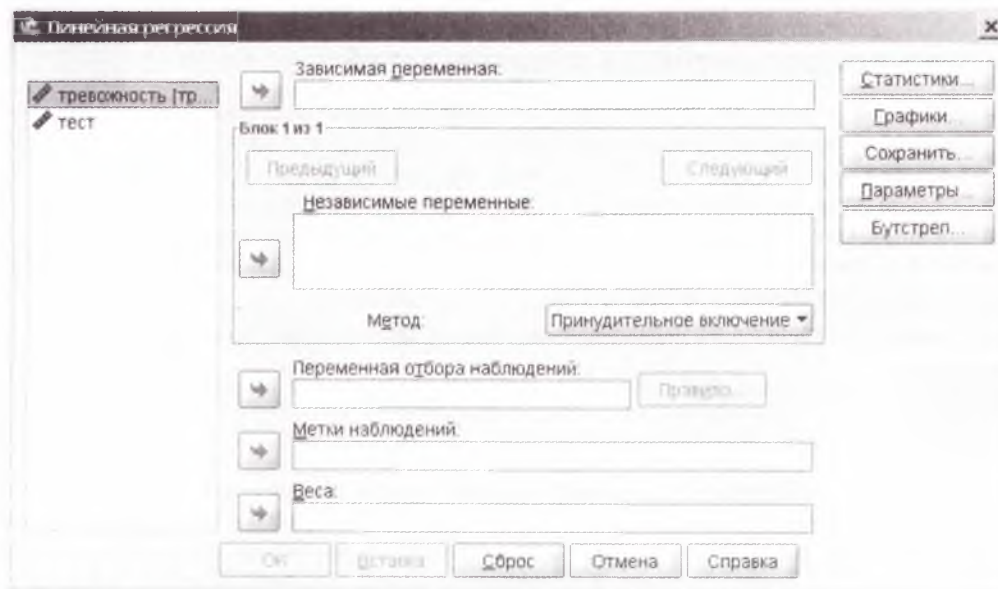 Линейная регрессия
тревожность [тр...
тест
Зависимая переменная:
Блок 1 из 1
Предыдущий
Следующий
Независимые переменные:
Метод:
Принудительное включение
Переменная отбора наблюдений:
Правило...
Метки наблюдений:
Веса:
ОК
Вставка
Сброс
Отмена
Справка
Статистики...
Графики...
Сохранить...
Параметры...
Бутстреп...